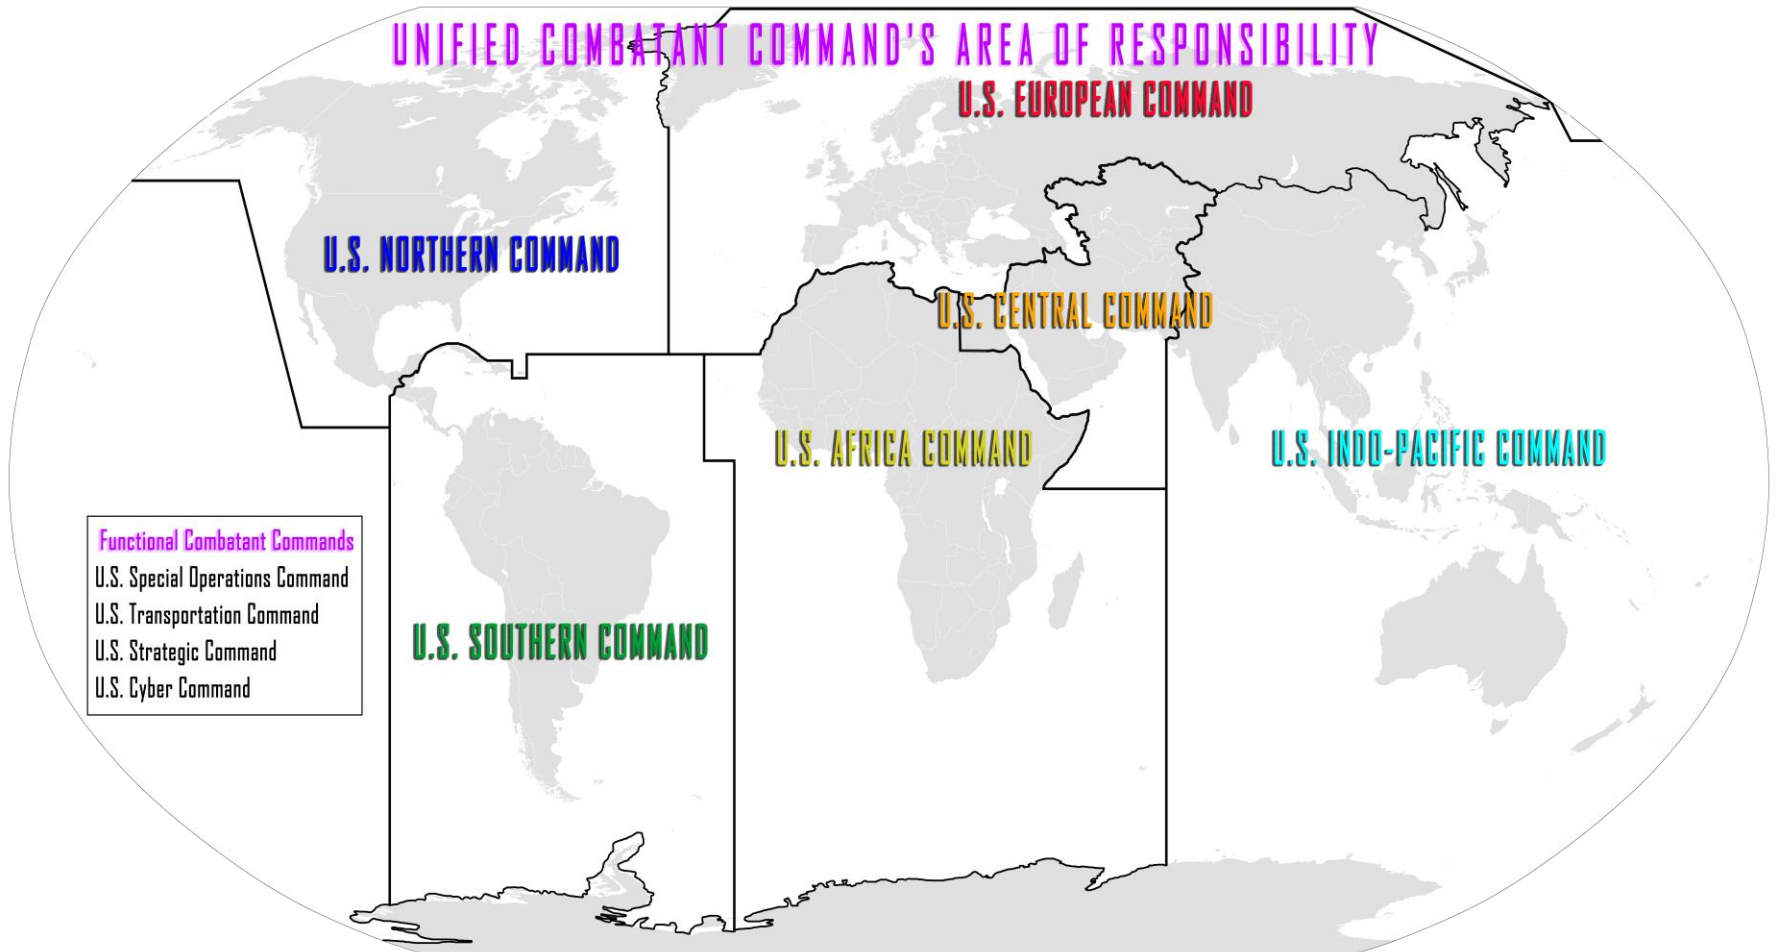 UNIFIED COMBATANT COMMAND'S AREA OF RESPONSIBILITY
U.S. EUROPEAN COMMAND
U.S. NORTHERN COMMAND
U.S. CENTRAL COMMAND
U.S. AFRICA COMMAND
U.S. INDO-PACIFIC COMMAND
U.S. SOUTHERN COMMAND
Functional Combatant Commands
U.S. Special Operations Command
U.S. Transportation Command
U.S. Strategic Command
U.S. Cyber Command